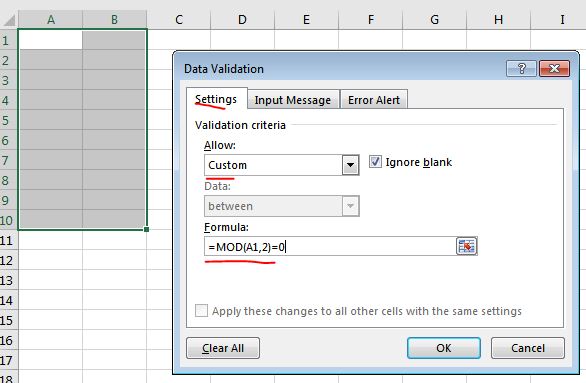 A B C D E F G H I
1
Data Validation
2
3
4
Settings Input Message Error Alert
5
Validation criteria
6
Allow:
7
Custom Ignore blank
8
Data:
9
between
10
Formula:
11
=MOD(A1,2)=0
12
13
14
Apply these changes to all other cells with the same settings
15
16
Clear All OK Cancel
17
18